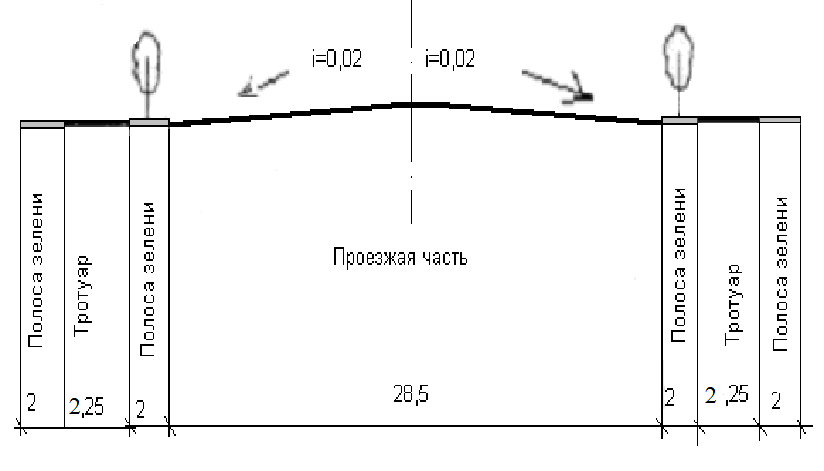 i=0,02
i=0,02
Полоса зелени
Тротуар
Полоса зелени
Проезжая часть
Полоса зелени
Тротуар
Полоса зелени
2
2,25
2
28,5
2
2 ,25
2